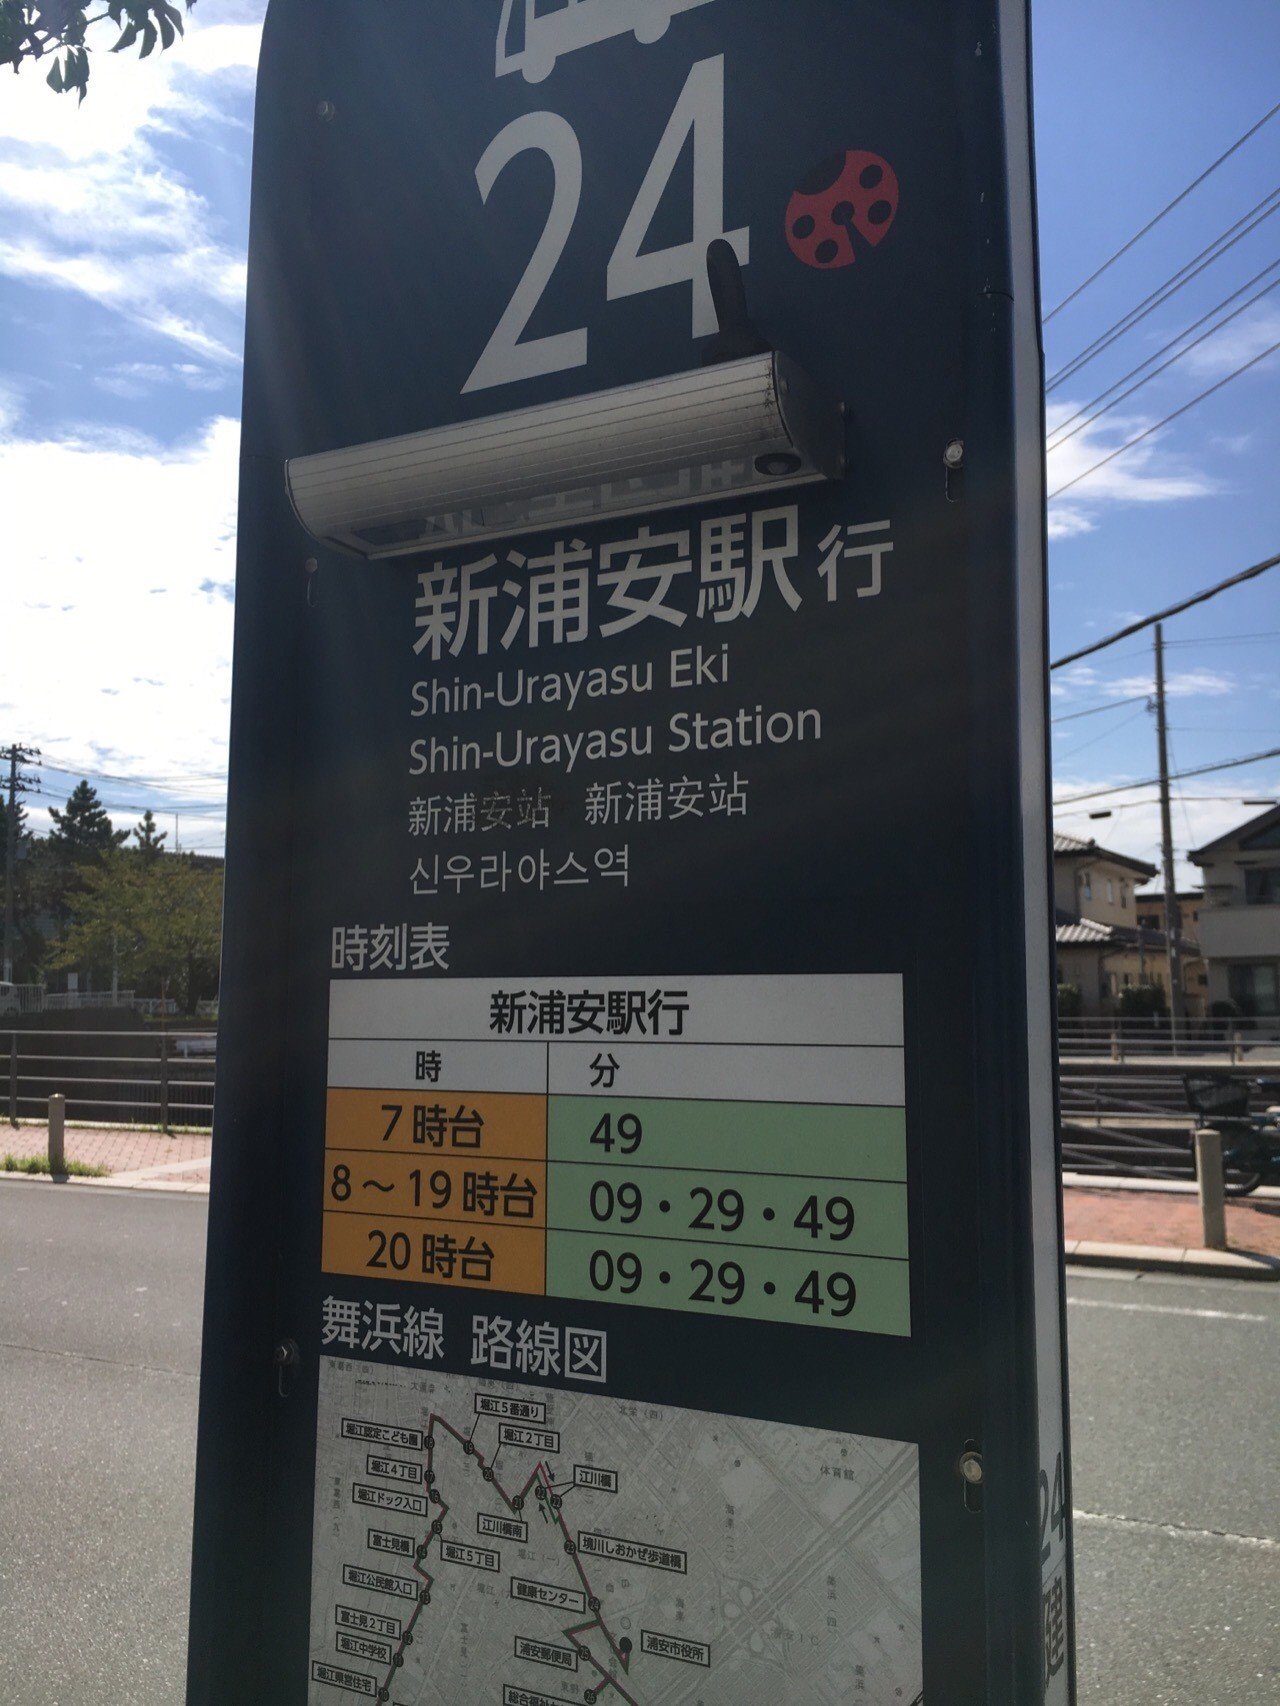 24
新浦安駅行
Shin-Urayasu Eki
Shin-Urayasu Station
新浦安站 新浦安站
신우라야스역
時刻表
新浦安駅行
時 分
7時台 49
8～19時台 09・29・49
20時台 09・29・49
舞浜線 路線図
堀江5番通り
堀江認定こども園
堀江2丁目
堀江4丁目
江川橋
堀江ドック入口
江川橋南
富士見橋
堀江5丁目
境川しおかぜ歩道橋
堀江公民館入口
健康センター
富士見2丁目
堀江中学校
浦安郵便局
浦安市役所
堀江県営住宅
体育館
24